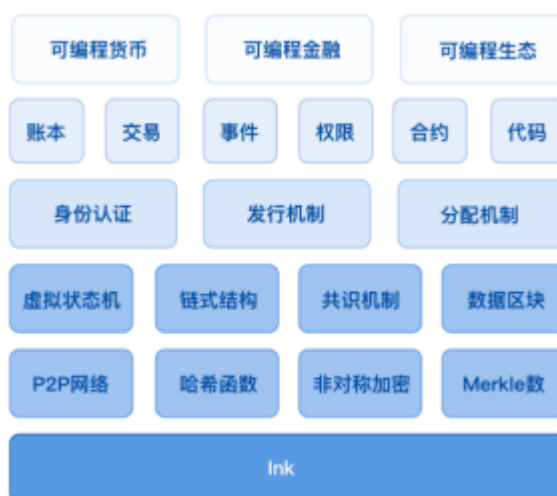 可编程货币 可编程金融 可编程生态
账本 交易 事件 权限 合约 代码
身份认证 发行机制 分配机制
虚拟状态机 链式结构 共识机制 数据区块
P2P网络 哈希函数 非对称加密 Merkle数
Ink